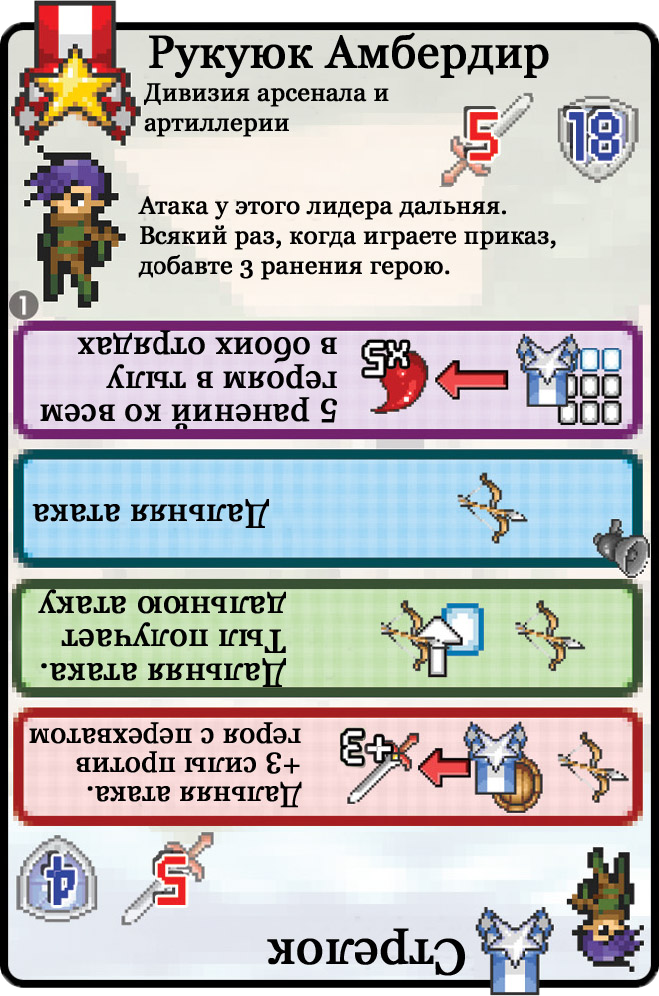 Рукуюк Амбердир
Дивизия арсенала и
артиллерии
5
18
Атака у этого лидера дальняя.
Всякий раз, когда играете приказ,
добавте 3 ранения герою.
1
Стрелок
5
4
+3
Дальняя атака.
+3 силы против
героя с перехватом
Дальняя атака.
Тыл получает
дальнюю атаку
Дальняя атака
x5
5 ранений ко всем
героям в тылу
в обоих отрядах